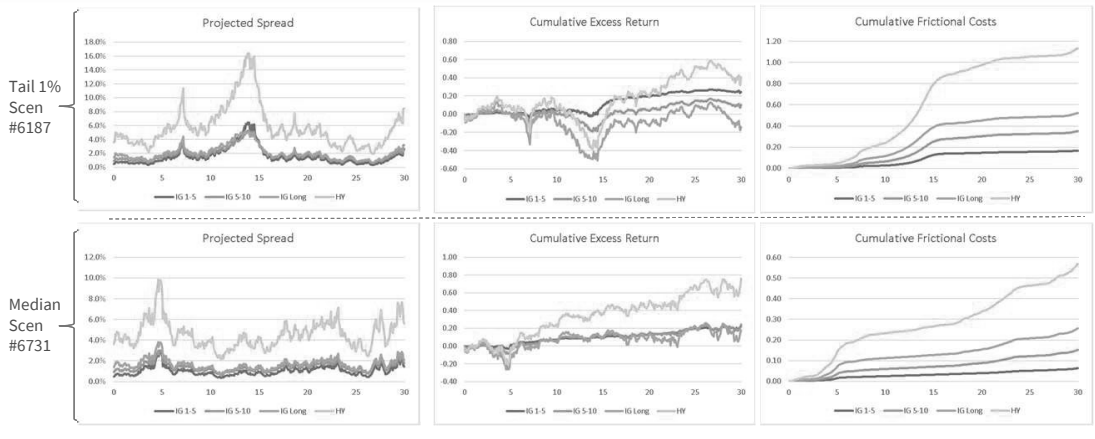 Tail 1%
Scen
#6187
Projected Spread
18.0%
16.0%
14.0%
12.0%
10.0%
8.0%
6.0%
4.0%
2.0%
0.0%
0 5 10 15 20 25 30
IG 1-5 IG 5-10 IG Long HY
Cumulative Excess Return
0.80
0.60
0.40
0.20
0.00
-0.20
-0.40
-0.60
0 5 10 15 20 25 30
IG 1-5 IG 5-10 IG Long HY
Cumulative Frictional Costs
1.20
1.00
0.80
0.60
0.40
0.20
0.00
0 5 10 15 20 25 30
IG 1-5 IG 5-10 IG Long HY
Median
Scen
#6731
Projected Spread
12.0%
10.0%
8.0%
6.0%
4.0%
2.0%
0.0%
0 5 10 15 20 25 30
IG 1-5 IG 5-10 IG Long HY
Cumulative Excess Return
1.00
0.80
0.60
0.40
0.20
0.00
-0.20
-0.40
0 5 10 15 20 25 30
IG 1-5 IG 5-10 IG Long HY
Cumulative Frictional Costs
0.60
0.50
0.40
0.30
0.20
0.10
0.00
0 5 10 15 20 25 30
IG 1-5 IG 5-10 IG Long HY